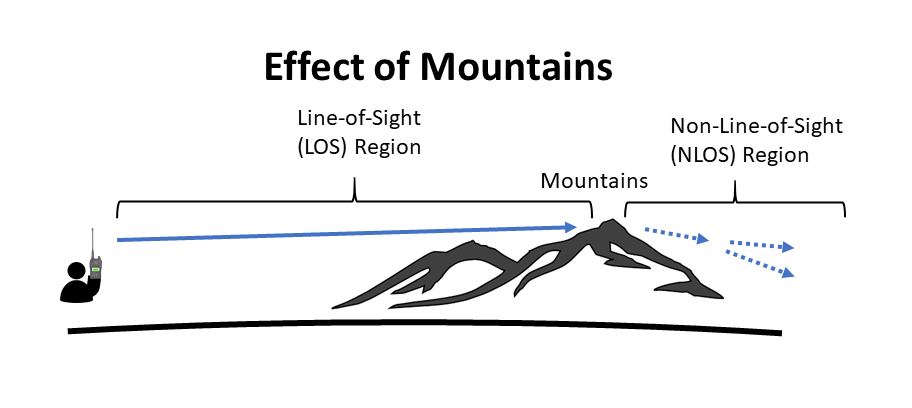 Effect of Mountains
Line-of-Sight
(LOS) Region
Non-Line-of-Sight
(NLOS) Region
Mountains